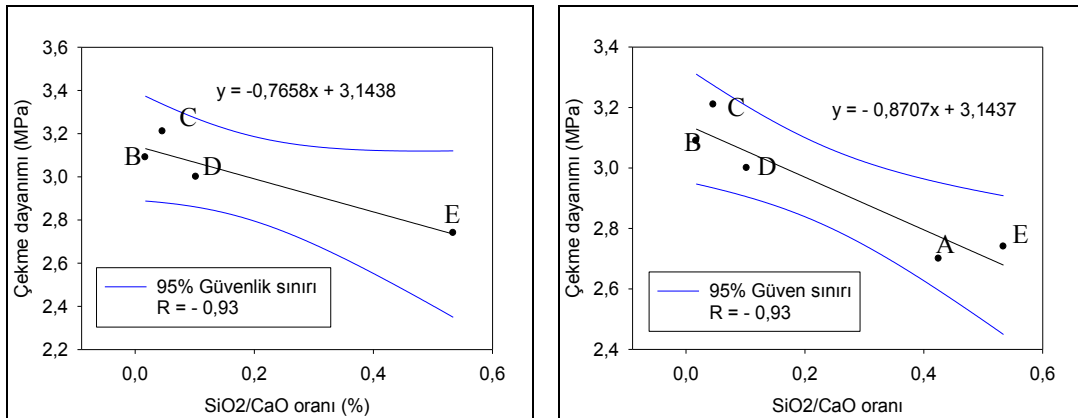 3,6
3,4
3,2
3,0
2,8
2,6
2,4
2,2
Çekme dayanımı (MPa)
y = -0,7658x + 3,1438
C
B
D
E
95% Güvenlik sınırı
R = - 0,93
0,0 0,2 0,4 0,6
SiO2/CaO oranı (%)
3,4
3,2
3,0
2,8
2,6
2,4
Çekme dayanımı (MPa)
y = - 0,8707x + 3,1437
C
B
D
A
E
95% Güven sınırı
R = - 0,93
0,0 0,2 0,4 0,6
SiO2/CaO oranı